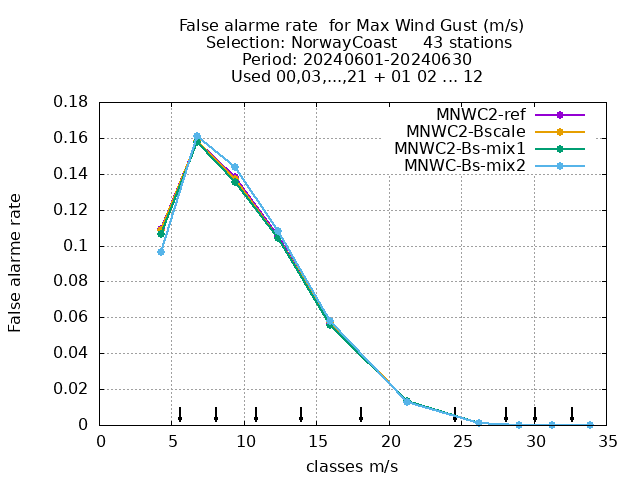 False alarme rate  for Max Wind Gust (m/s)
Selection: NorwayCoast     43 stations
Period: 20240601-20240630
Used 00,03,...,21 + 01 02 ... 12
MNWC2-ref
MNWC2-Bscale
MNWC2-Bs-mix1
MNWC-Bs-mix2
False alarme rate
0.18
0.16
0.14
0.12
0.1
0.08
0.06
0.04
0.02
0
0 5 10 15 20 25 30 35
classes m/s